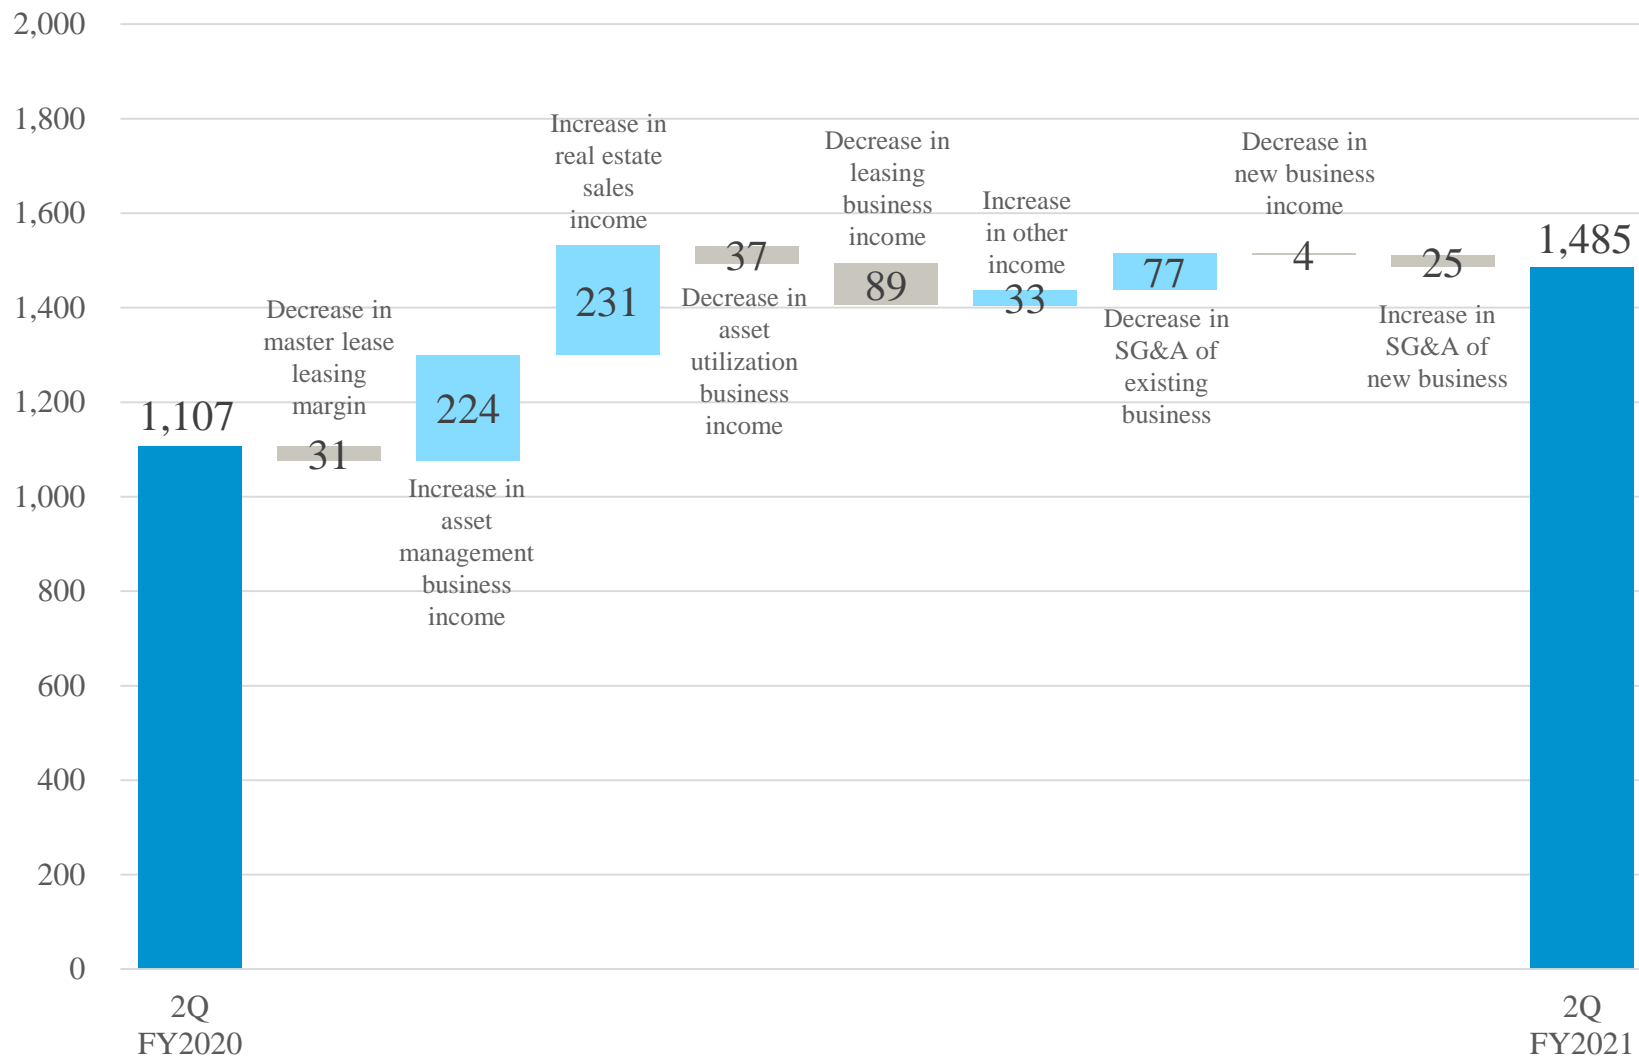 2,000
1,800
1,600
1,400
1,200
1,000
800
600
400
200
0
1,107
2Q
FY2020
Decrease in
master lease
leasing
margin
31
224
Increase in
asset
management
business
income
Increase in
real estate
sales
income
231
37
Decrease in
asset
utilization
business
income
Decrease in
leasing
business
income
89
Increase
in other
income
33
77
Decrease in
SG&A of
existing
business
Decrease in
new business
income
4
25
Increase in
SG&A of
new business
1,485
2Q
FY2021